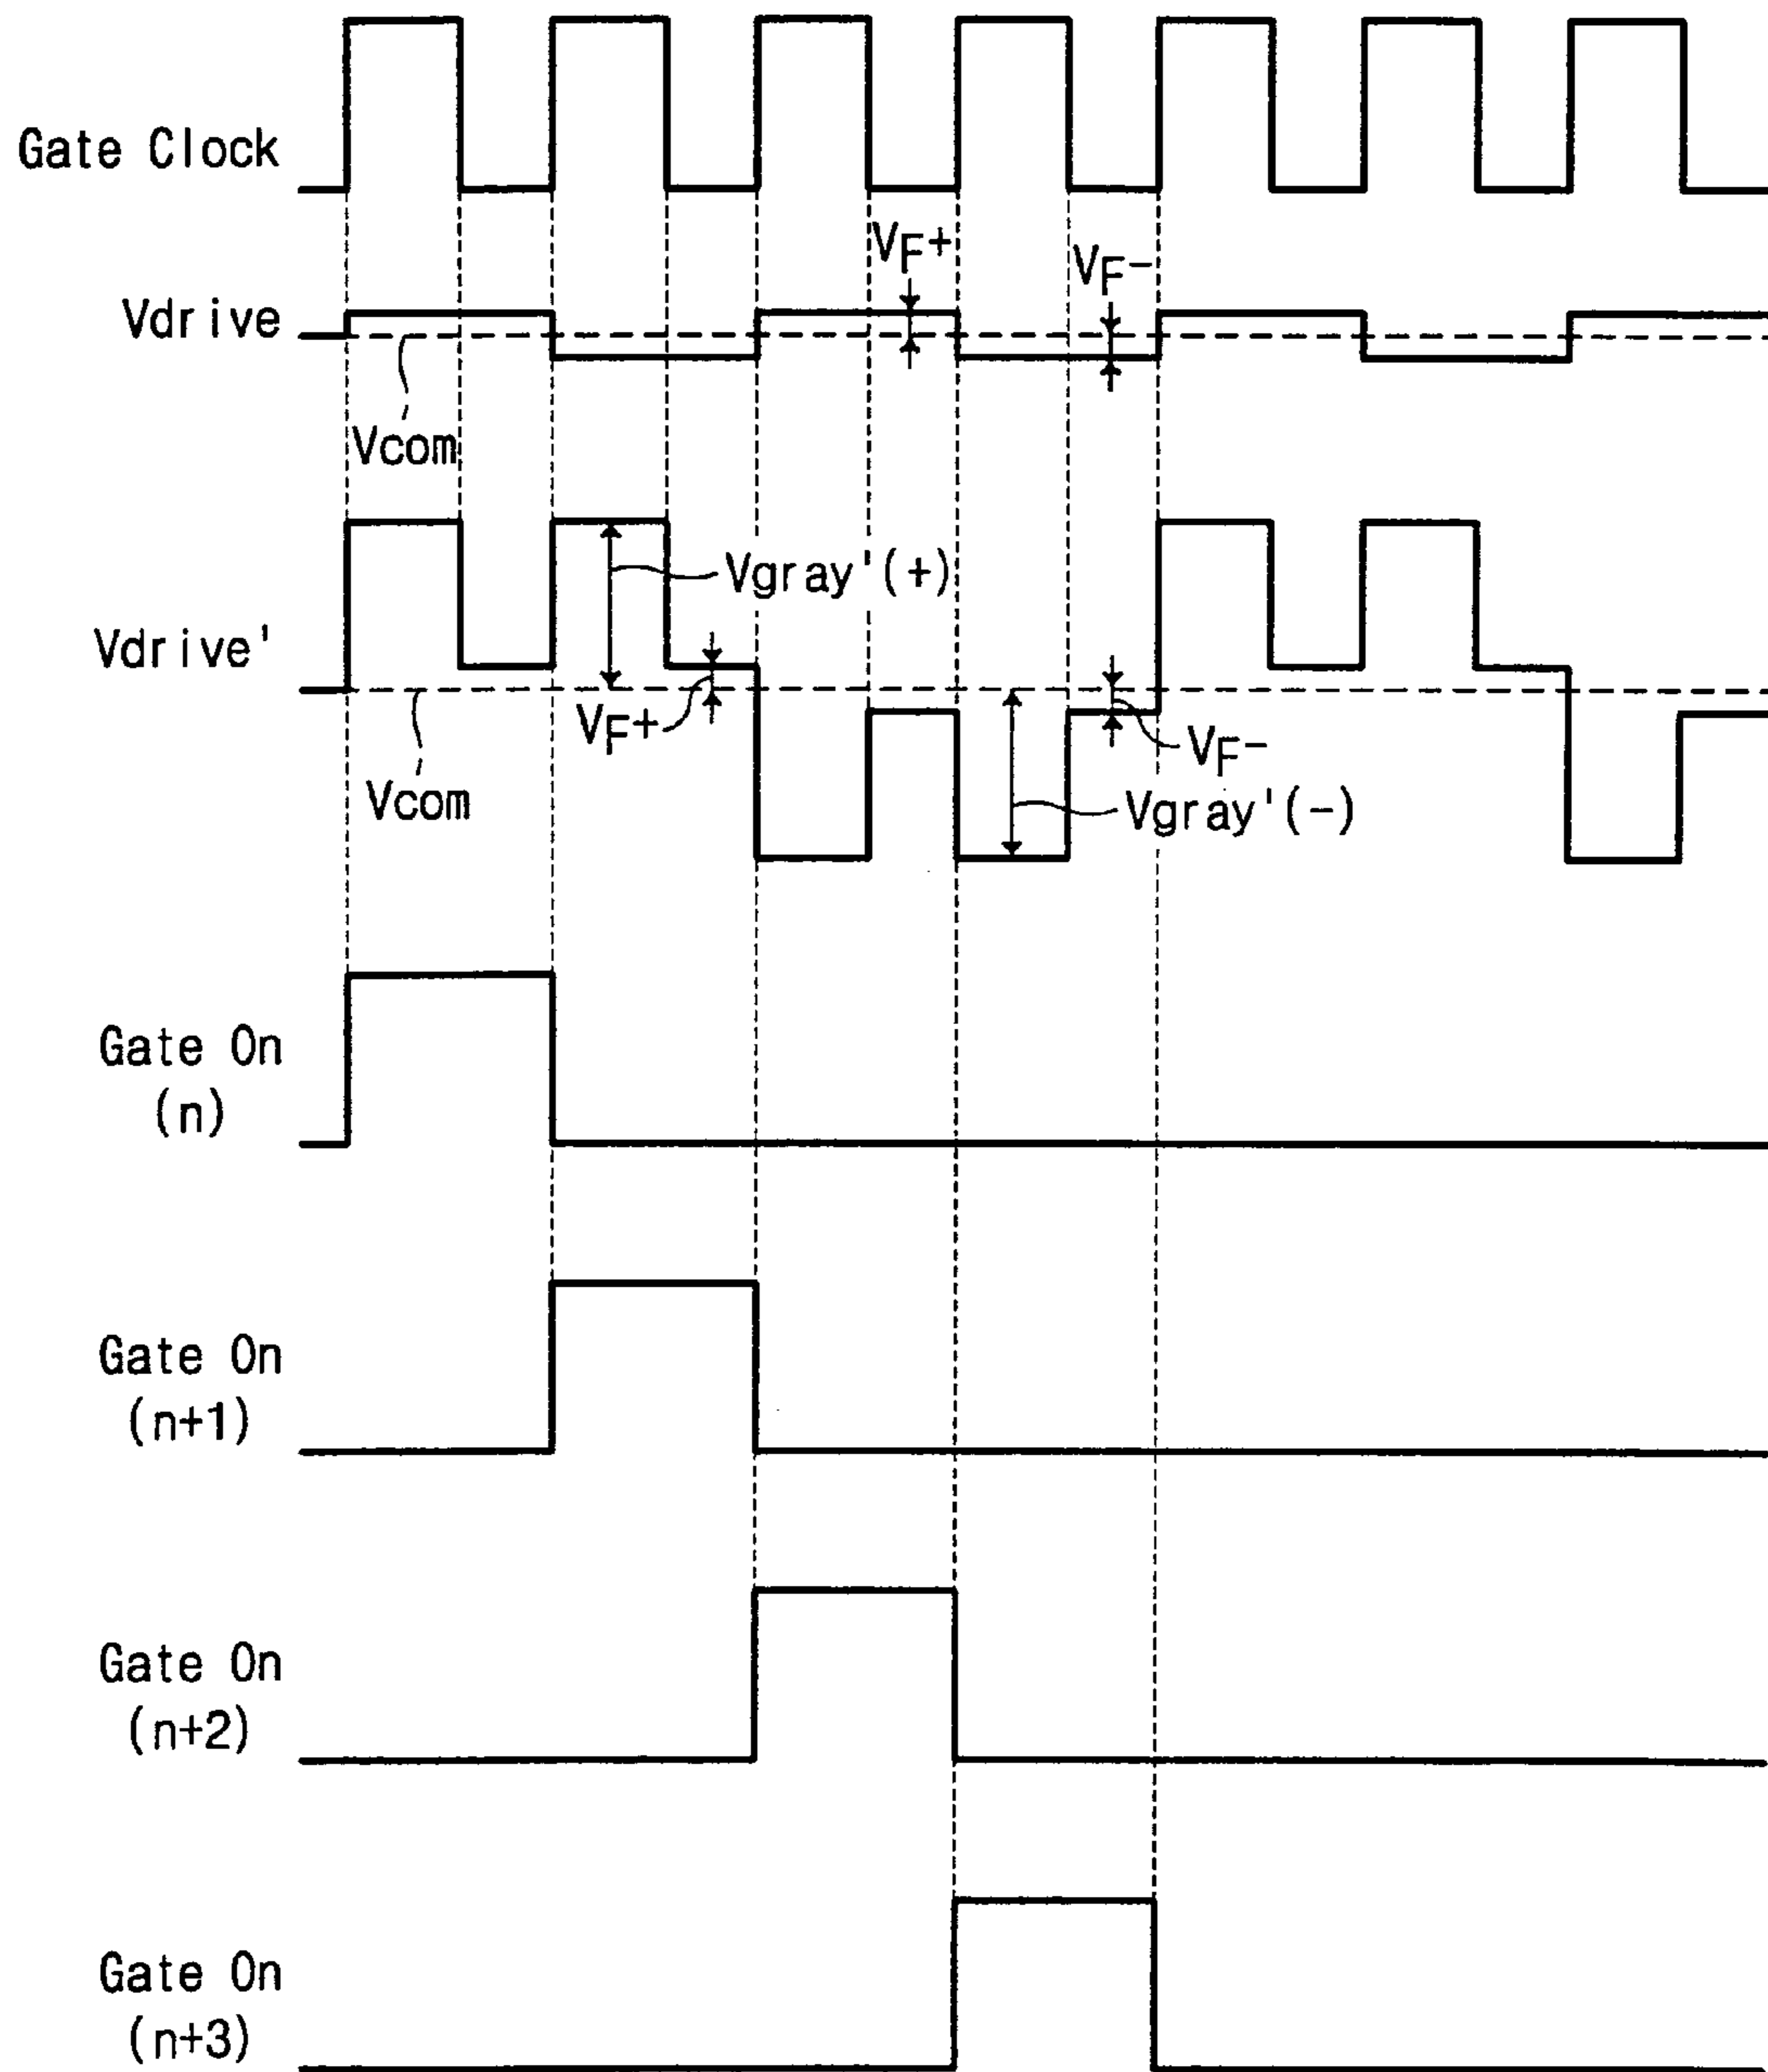 Gate Clock
VF+
VF-
Vdrive
Vcom
Vgray'(+)
Vdrive'
VF+
VF-
Vcom
Vgray'(-)
Gate On
(n)
Gate On
(n+1)
Gate On
(n+2)
Gate On
(n+3)